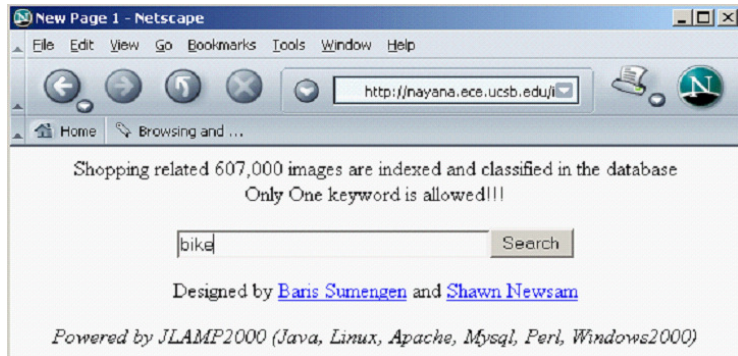 New Page 1 - Netscape
File Edit View Go Bookmarks Tools Window Help
http://nayana.ece.ucsb.edu/i
N
Home Browsing and ...
Shopping related 607,000 images are indexed and classified in the database
Only One keyword is allowed!!!
bike Search
Designed by Baris Sumengen and Shawn Newsam
Powered by JLAMP2000 (Java, Linux, Apache, Mysql, Perl, Windows2000)